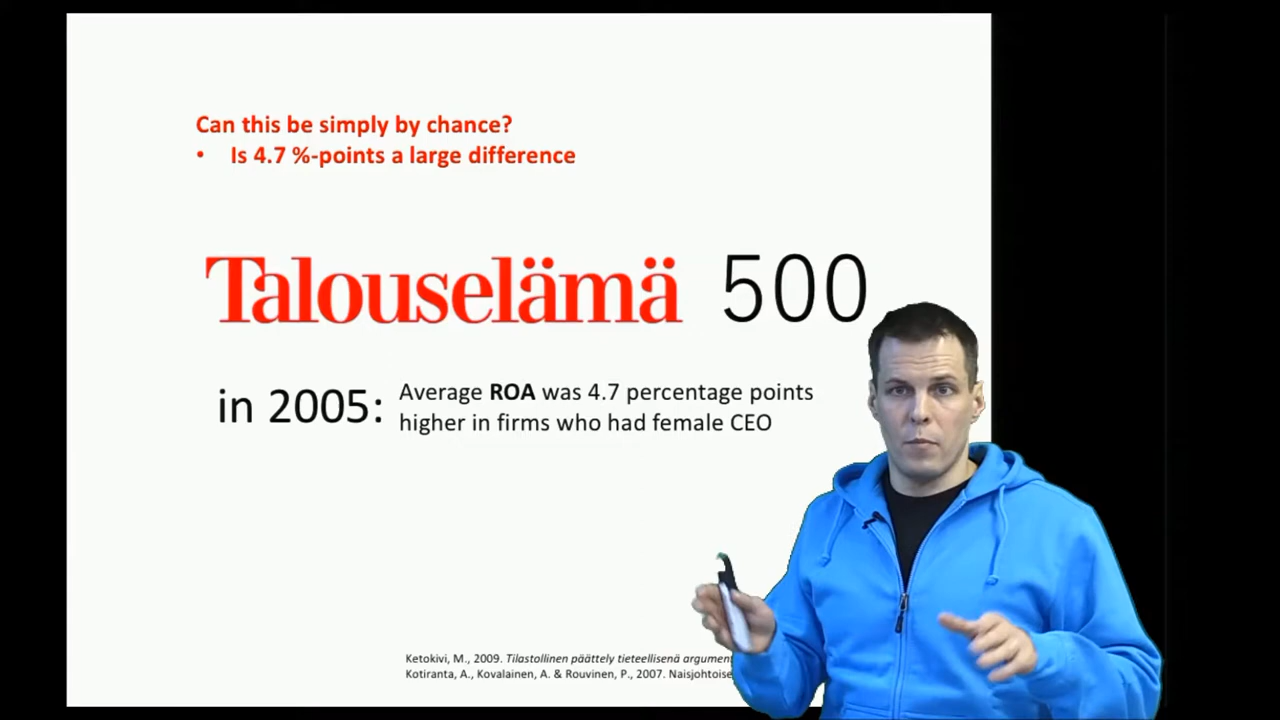 Can this be simply by chance?
• Is 4.7 %-points a large difference
Talouselämä 500
in 2005: Average ROA was 4.7 percentage points
higher in firms who had female CEO
Ketokivi, M., 2009. Tilastollinen päättely tieteellisenä
Kotiranta, A., Kovalainen, A. & Rouvinen, P., 2007.